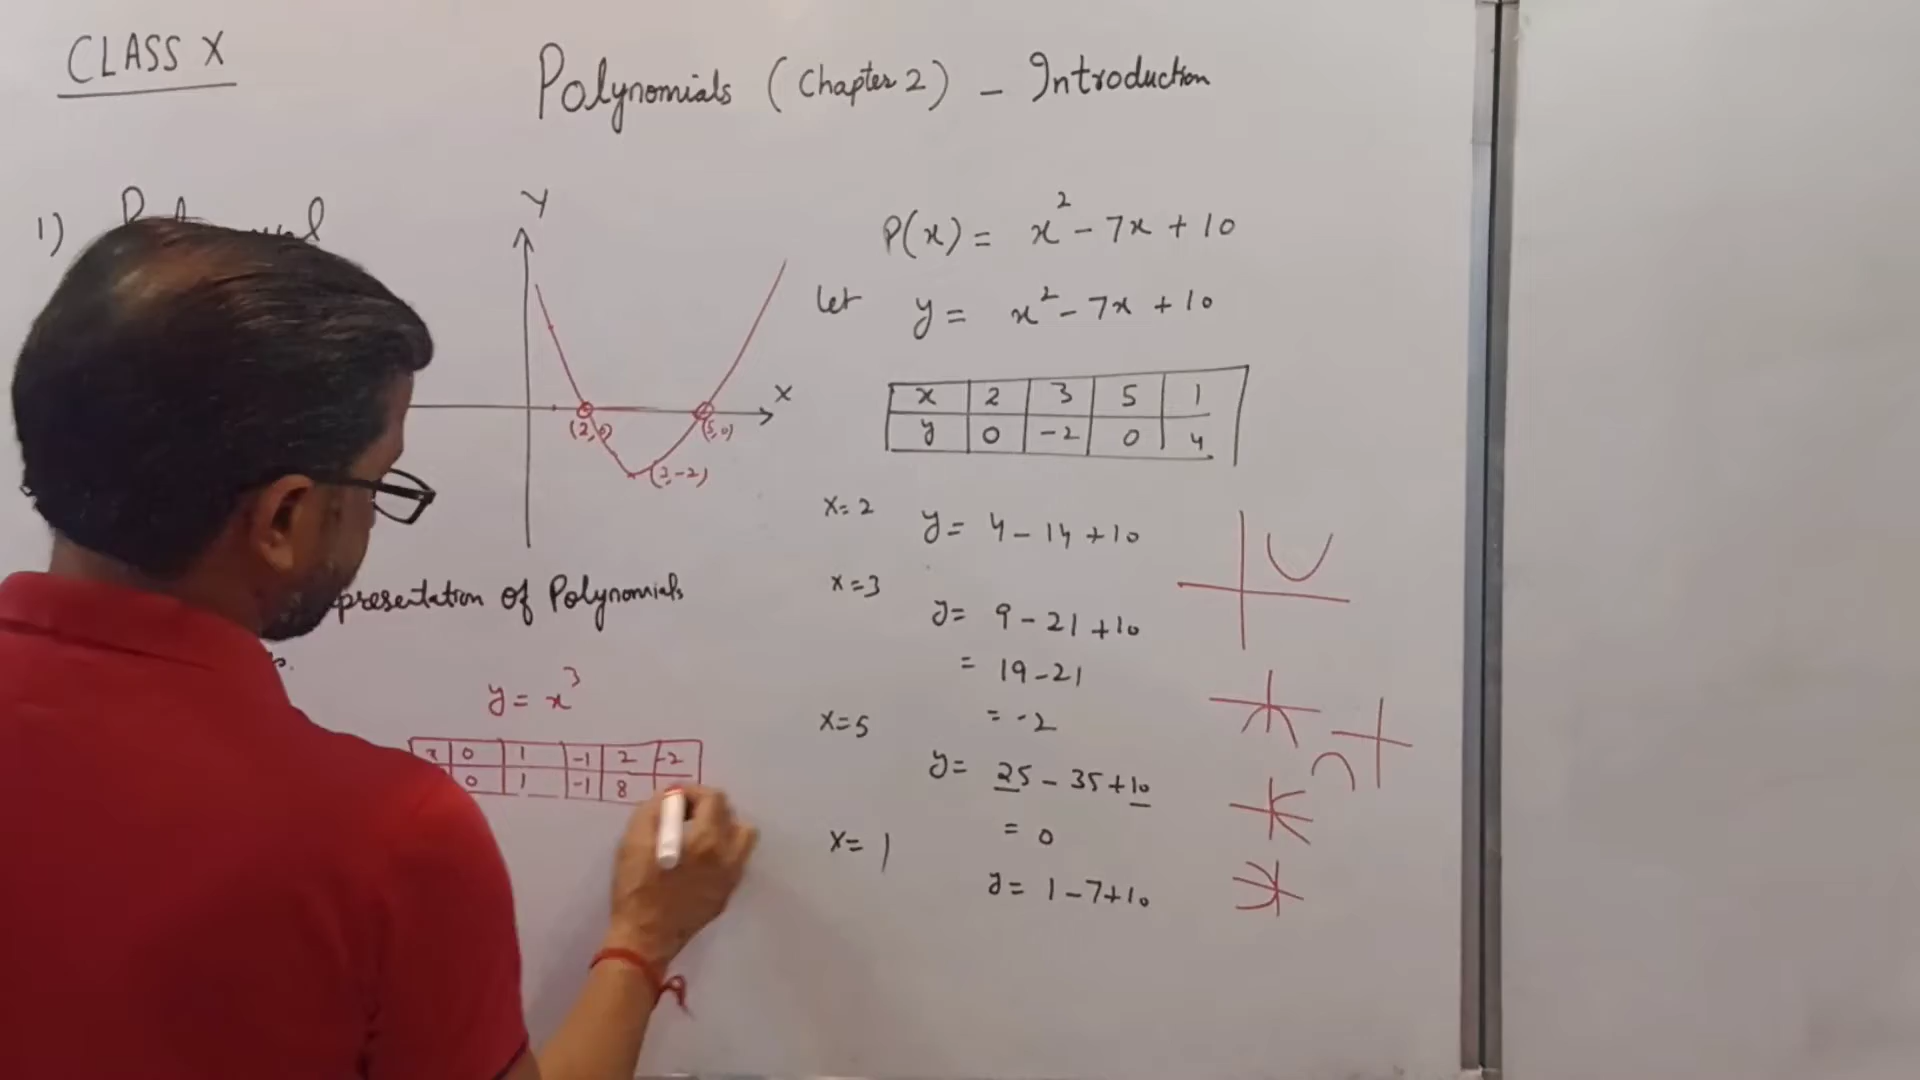 CLASS X
Polynomials (Chapter 2) - Introduction
1)
Y
X
(2,0)
(5,0)
(3,-2)
P(x) = x² - 7x + 10
Let y = x² - 7x + 10
x 2 3 5 1
y 0 -2 0 4
x=2 y= 4 - 14 + 10
x=3
y= 9 - 21 + 10
= 19 - 21
= -2
x=5
y= 25 - 35 + 10
= 0
x= 1
y= 1 - 7 + 10
presentation of Polynomials
y = x³
x 0 1 -1 2 -2
0 1 -1 8